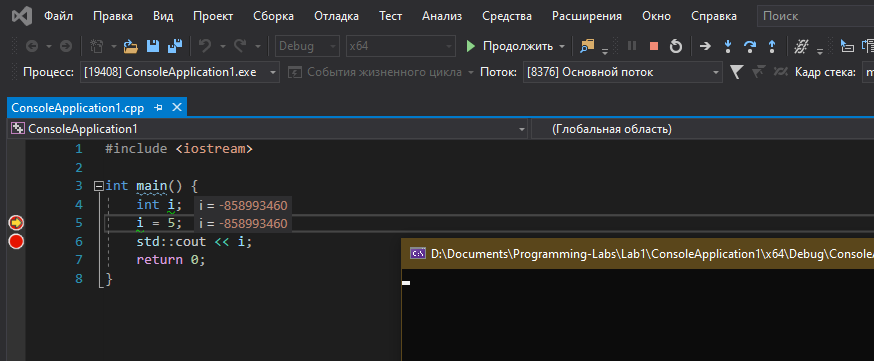 Файл Правка Вид Проект Сборка Отладка Тест Анализ Средства Расширения Окно Справка Поиск
Debug x64 Продолжить
Процесс: [19408] ConsoleApplication1.exe События жизненного цикла Поток: [8376] Основной поток Кадр стека:
ConsoleApplication1.cpp
ConsoleApplication1 (Глобальная область)
1 #include <iostream>
2
3 int main() {
4 int i; i = -858993460
5 i = 5; i = -858993460
6 std::cout << i;
7 return 0;
8 }
D:\Documents\Programming-Labs\Lab1\ConsoleApplication1\x64\Debug\ConsoleA